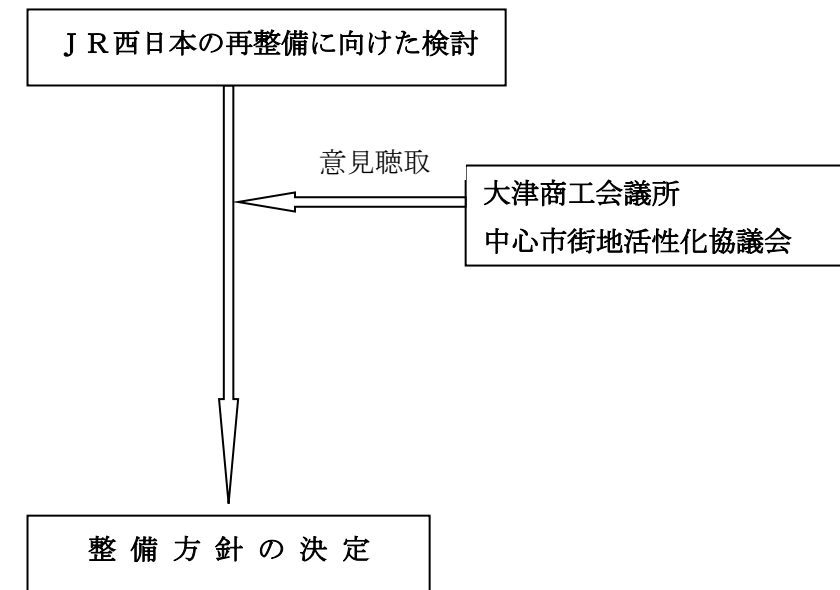 ＪＲ西日本の再整備に向けた検討
意見聴取
大津商工会議所
中心市街地活性化協議会
整 備 方 針 の 決 定